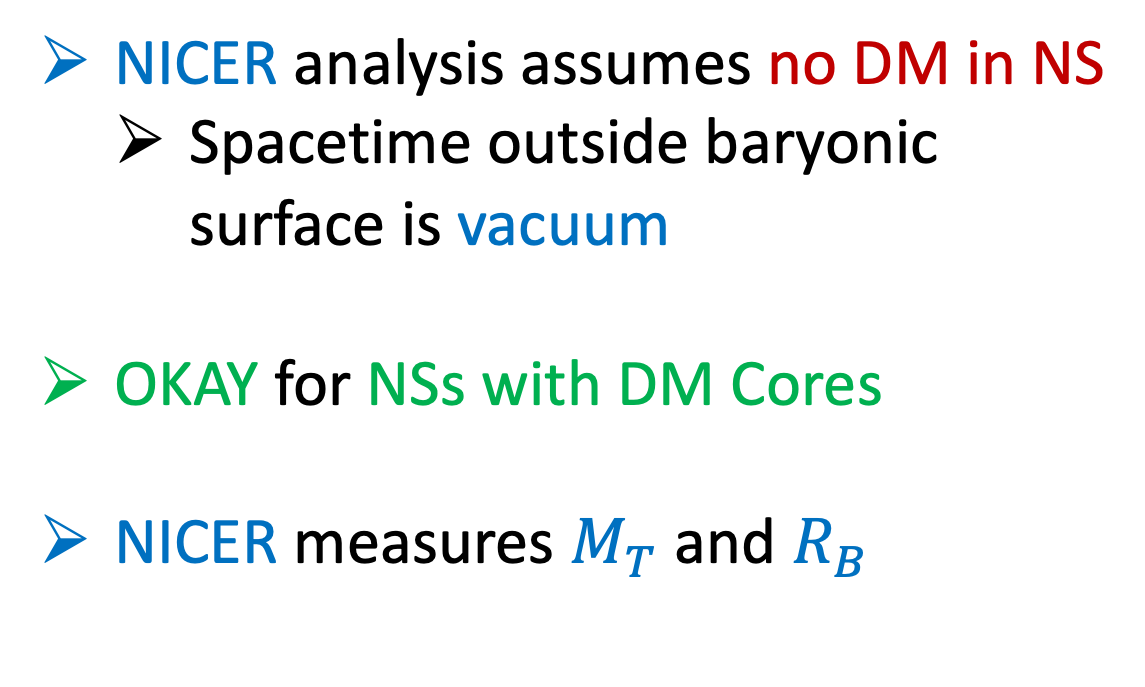 ➢ NICER analysis assumes no DM in NS
➢ Spacetime outside baryonic
surface is vacuum
➢ OKAY for NSs with DM Cores
➢ NICER measures M_T and R_B